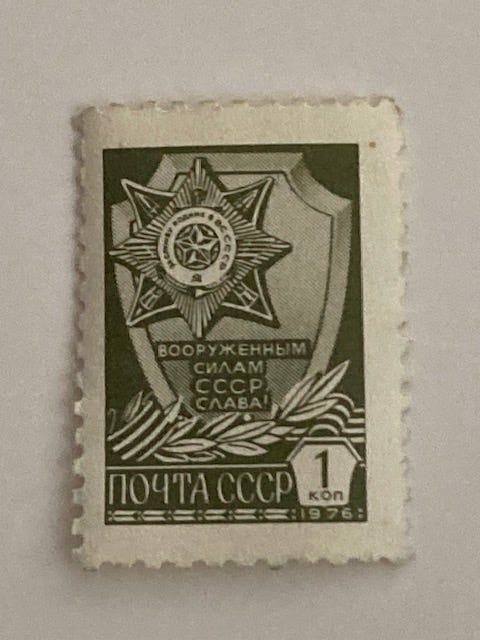 ВООРУЖЕННЫМ
СИЛАМ
СССР,
СЛАВА!
ПОЧТА СССР
1
КОП
1976